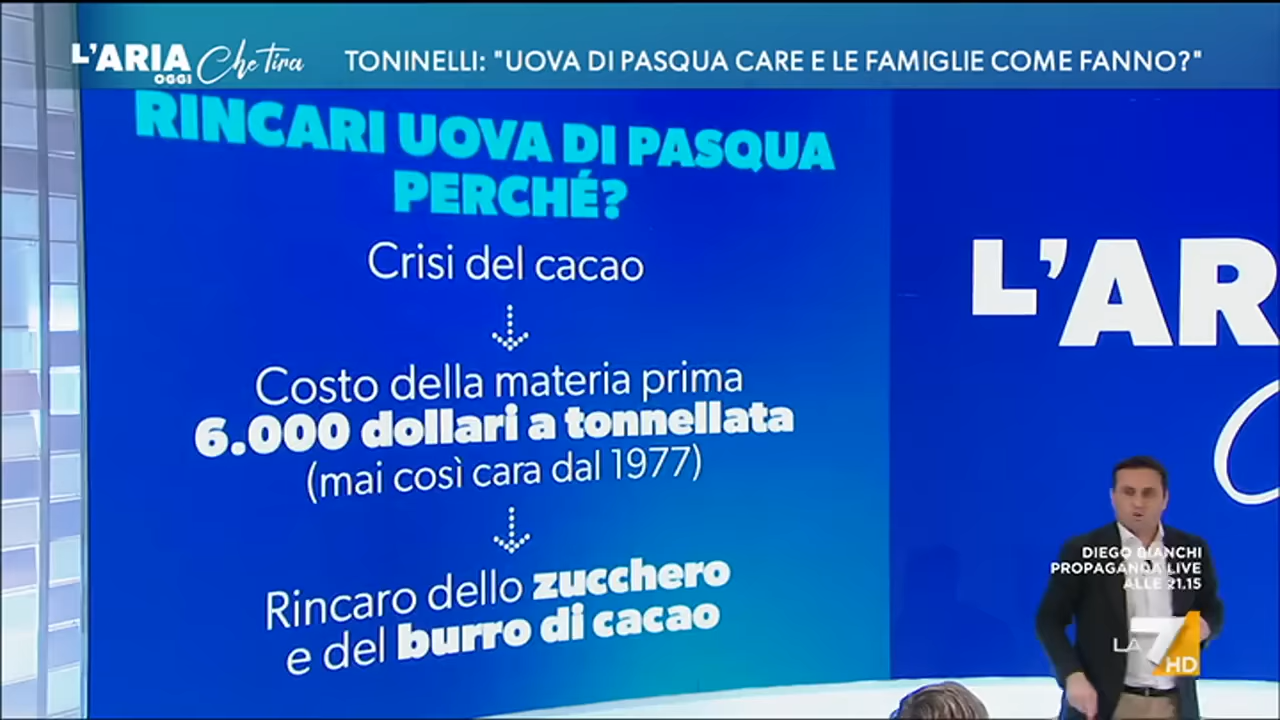 L'ARIA
OGGI
Che tira
TONINELLI: "UOVA DI PASQUA CARE E LE FAMIGLIE COME FANNO?"
RINCARI UOVA DI PASQUA
PERCHÉ?
Crisi del cacao
Costo della materia prima
6.000 dollari a tonnellata
(mai così cara dal 1977)
Rincaro dello zucchero
e del burro di cacao
L'AR
DIEGO BIANCHI
PROPAGANDA LIVE
ALLE 21.15
LA 7 HD